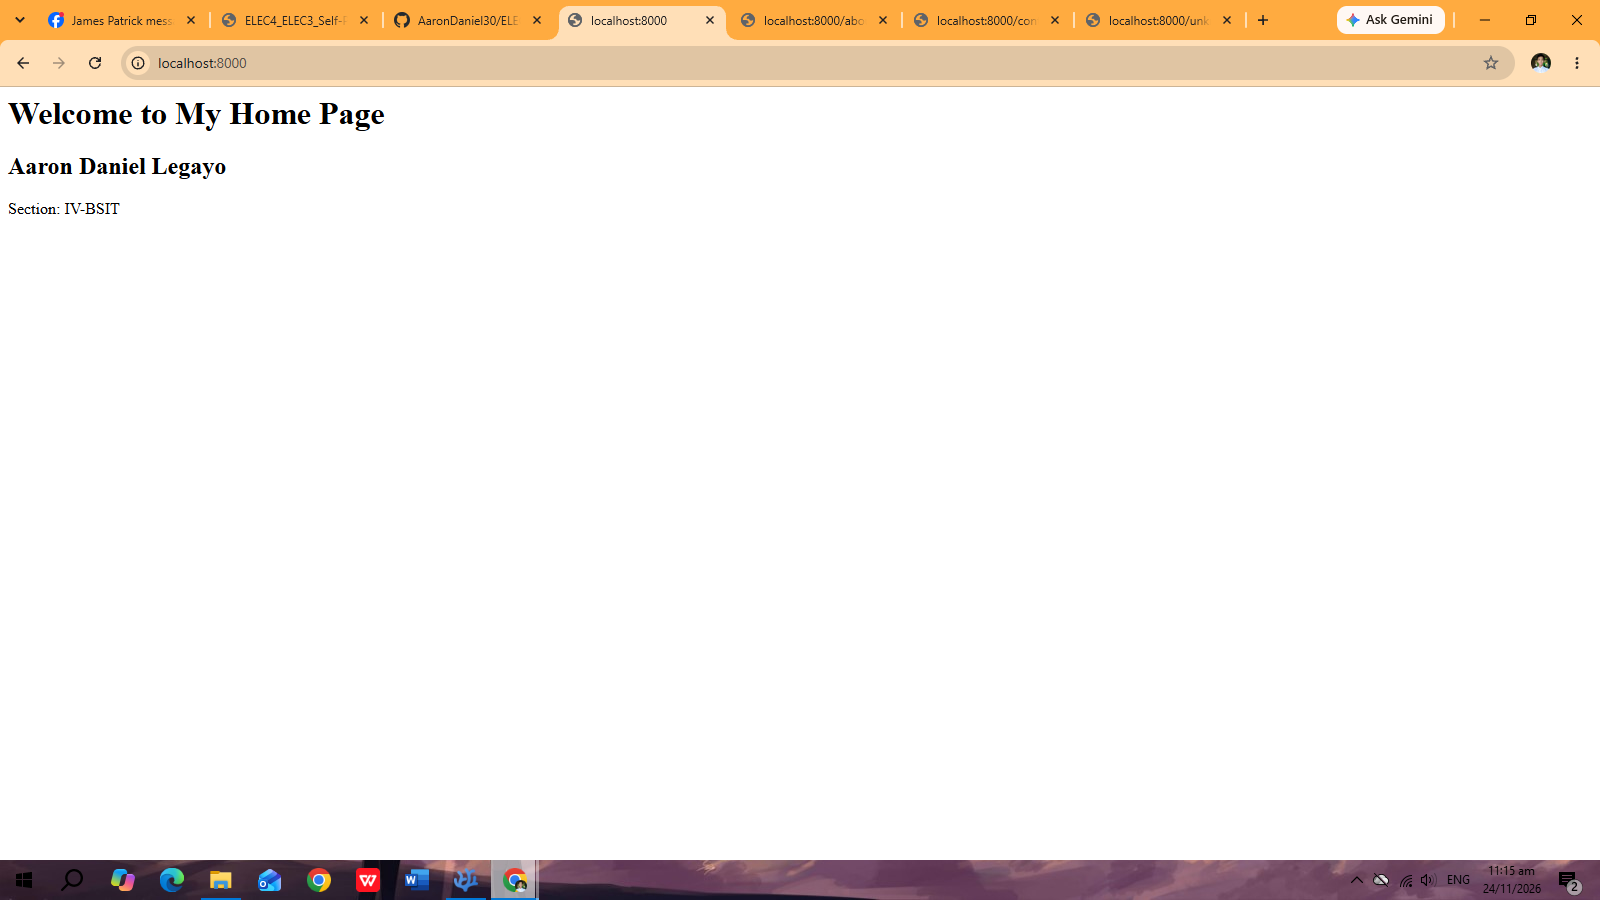 James Patrick mess
ELEC4_ELEC3_Self-
AaronDaniel30/ELE
localhost:8000
localhost:8000/abo
localhost:8000/con
localhost:8000/unk
Ask Gemini
localhost:8000
Welcome to My Home Page
Aaron Daniel Legayo
Section: IV-BSIT
ENG
11:15 am
24/11/2026
2